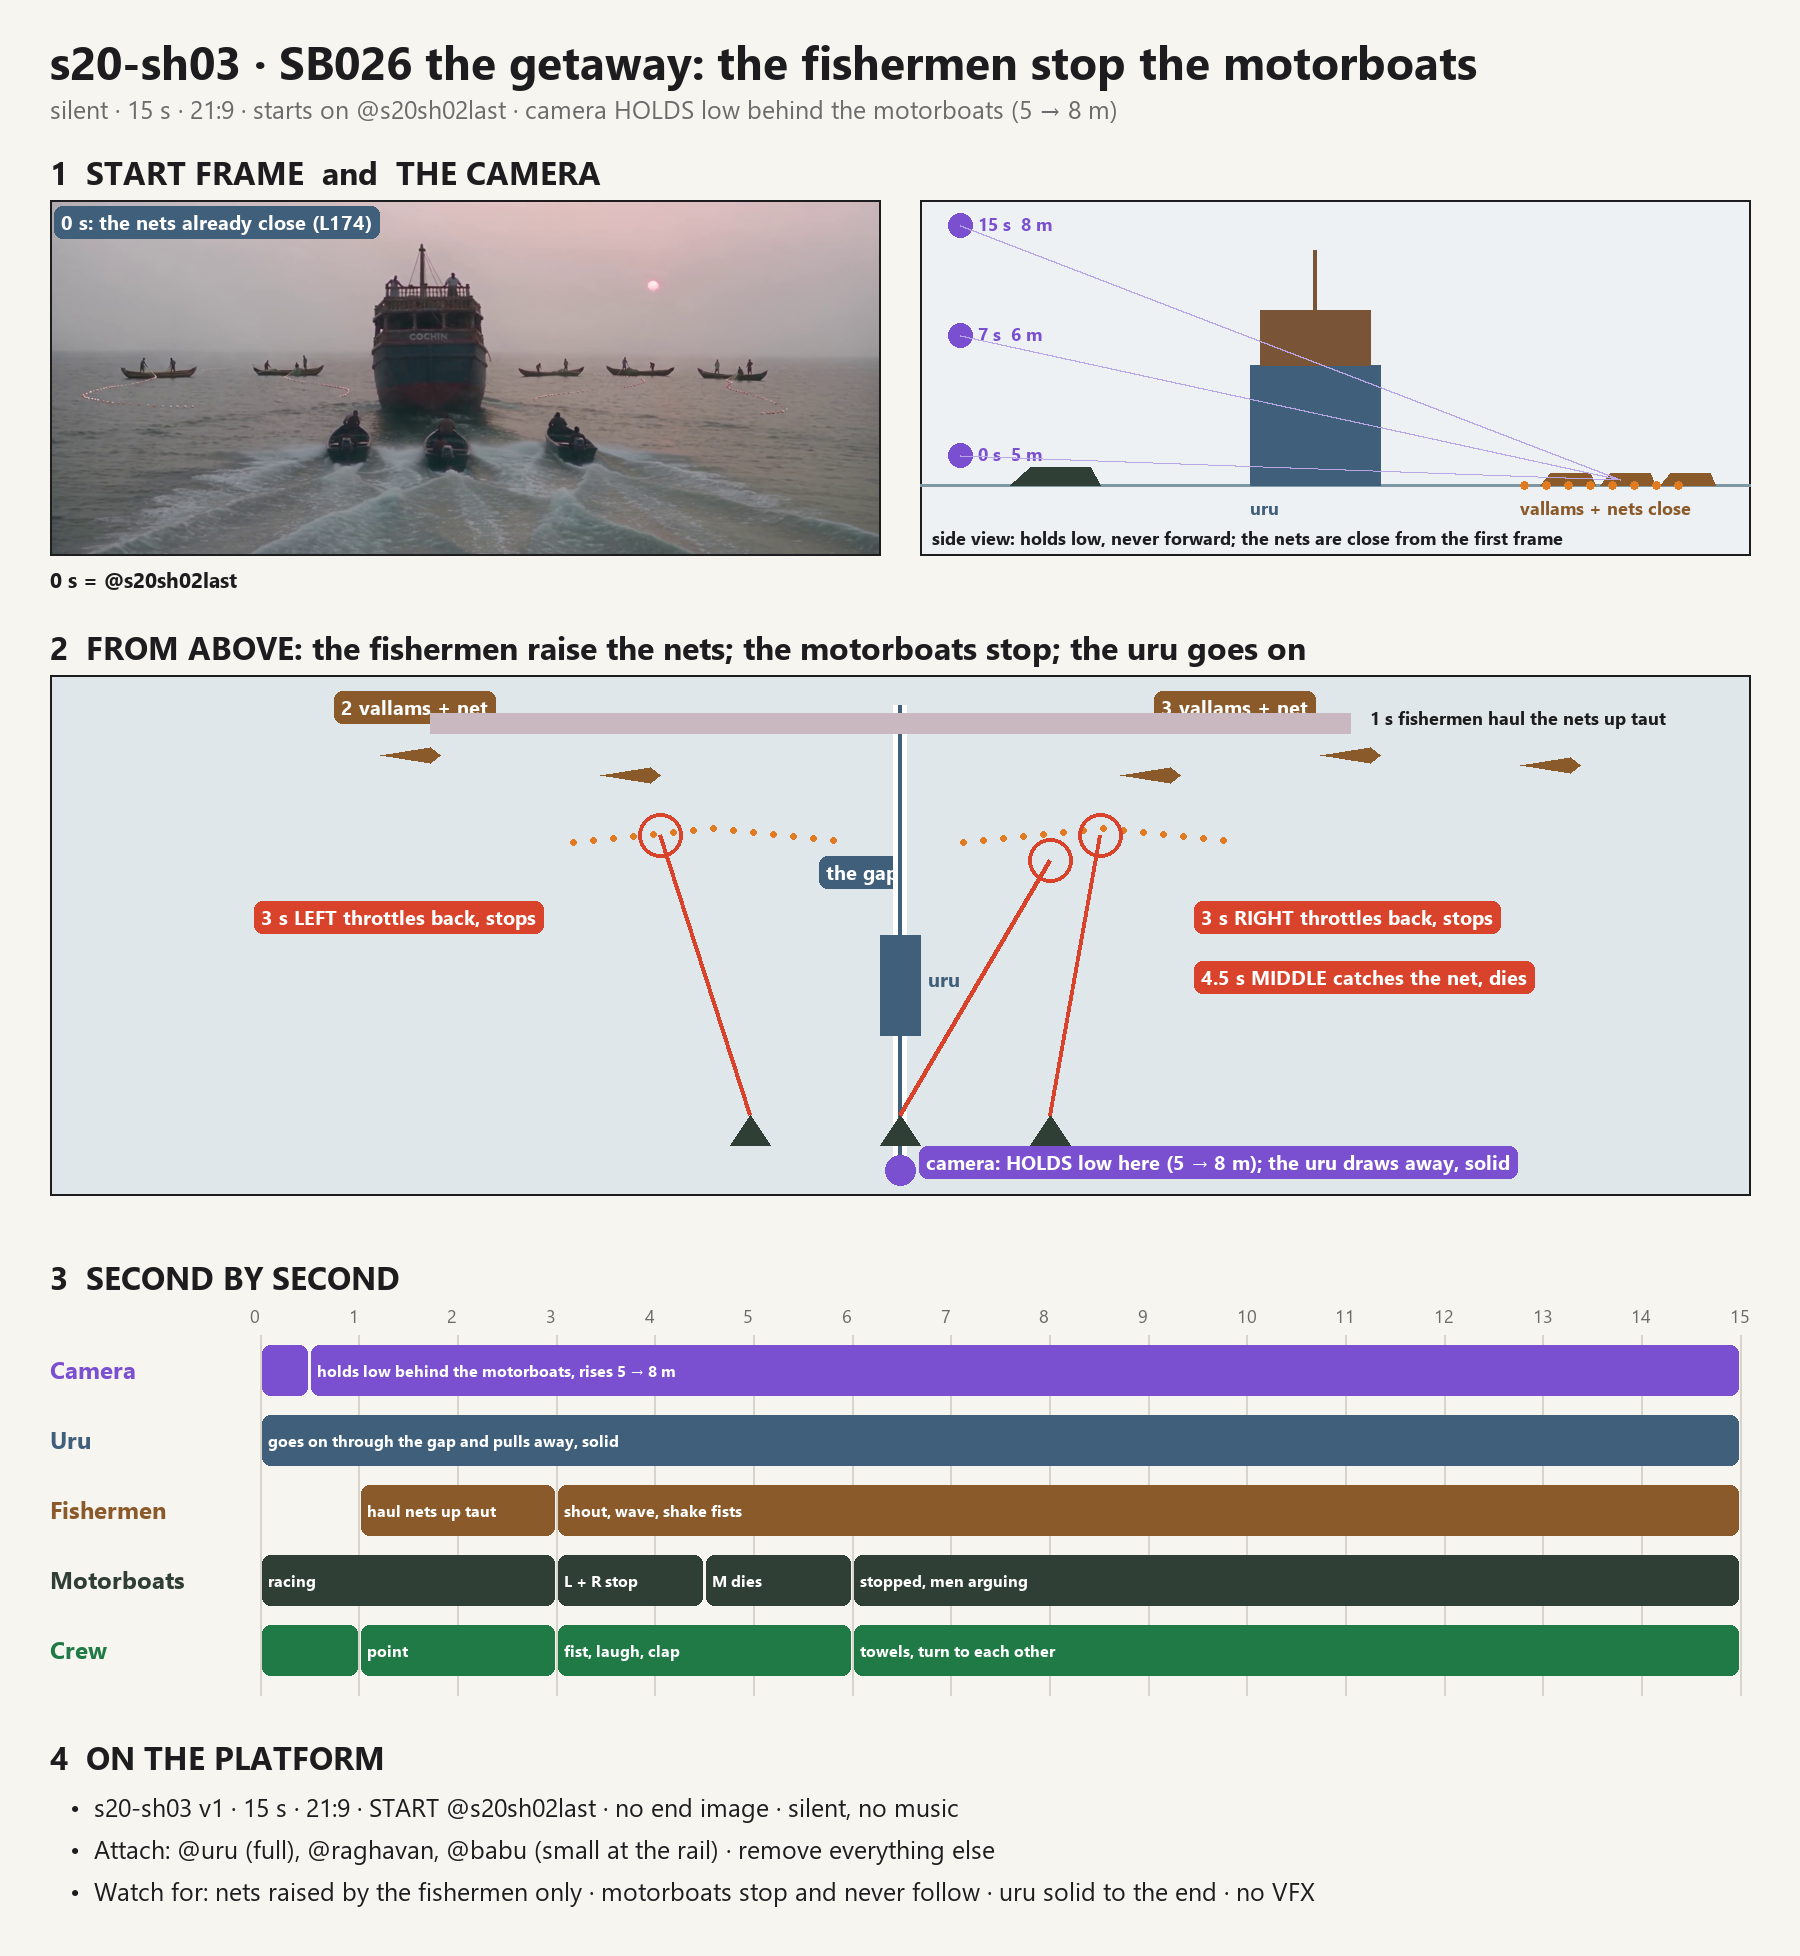 s20-sh03 · SB026 the getaway: the fishermen stop the motorboats
silent · 15 s · 21:9 · starts on @s20sh02last · camera HOLDS low behind the motorboats (5 → 8 m)
1 START FRAME and THE CAMERA
0 s: the nets already close (L174)
COCHIN
15 s 8 m
7 s 6 m
0 s 5 m
uru
vallams + nets close
side view: holds low, never forward; the nets are close from the first frame
0 s = @s20sh02last
2 FROM ABOVE: the fishermen raise the nets; the motorboats stop; the uru goes on
2 vallams + net
3 vallams + net
1 s fishermen haul the nets up taut
the gap
3 s LEFT throttles back, stops
3 s RIGHT throttles back, stops
4.5 s MIDDLE catches the net, dies
uru
camera: HOLDS low here (5 → 8 m); the uru draws away, solid
3 SECOND BY SECOND
0 1 2 3 4 5 6 7 8 9 10 11 12 13 14 15
Camera
holds low behind the motorboats, rises 5 → 8 m
Uru
goes on through the gap and pulls away, solid
Fishermen
haul nets up taut
shout, wave, shake fists
Motorboats
racing
L + R stop
M dies
stopped, men arguing
Crew
point
fist, laugh, clap
towels, turn to each other
4 ON THE PLATFORM
• s20-sh03 v1 · 15 s · 21:9 · START @s20sh02last · no end image · silent, no music
• Attach: @uru (full), @raghavan, @babu (small at the rail) · remove everything else
• Watch for: nets raised by the fishermen only · motorboats stop and never follow · uru solid to the end · no VFX